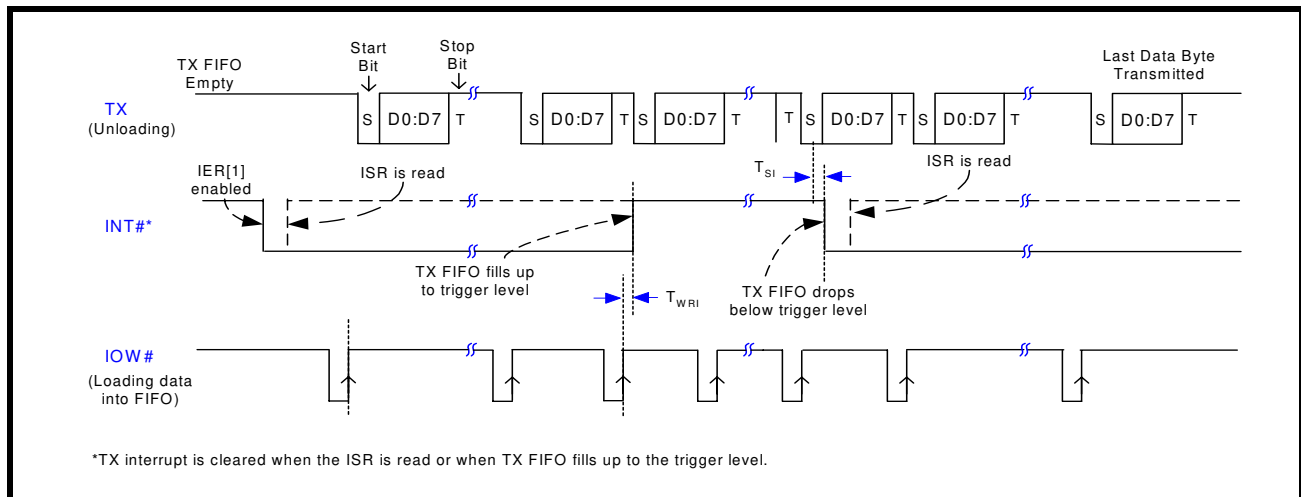 Start
Bit
Stop
Bit
TX FIFO
Empty
Last Data Byte
Transmitted
TX
(Unloading)
S D0:D7 T S D0:D7 T S D0:D7 T T S D0:D7 T S D0:D7 T S D0:D7 T
IER[1]
enabled
ISR is read
TSI
ISR is read
INT#*
TX FIFO fills up
to trigger level
TWRI
TX FIFO drops
below trigger level
IOW#
(Loading data
into FIFO)
*TX interrupt is cleared when the ISR is read or when TX FIFO fills up to the trigger level.